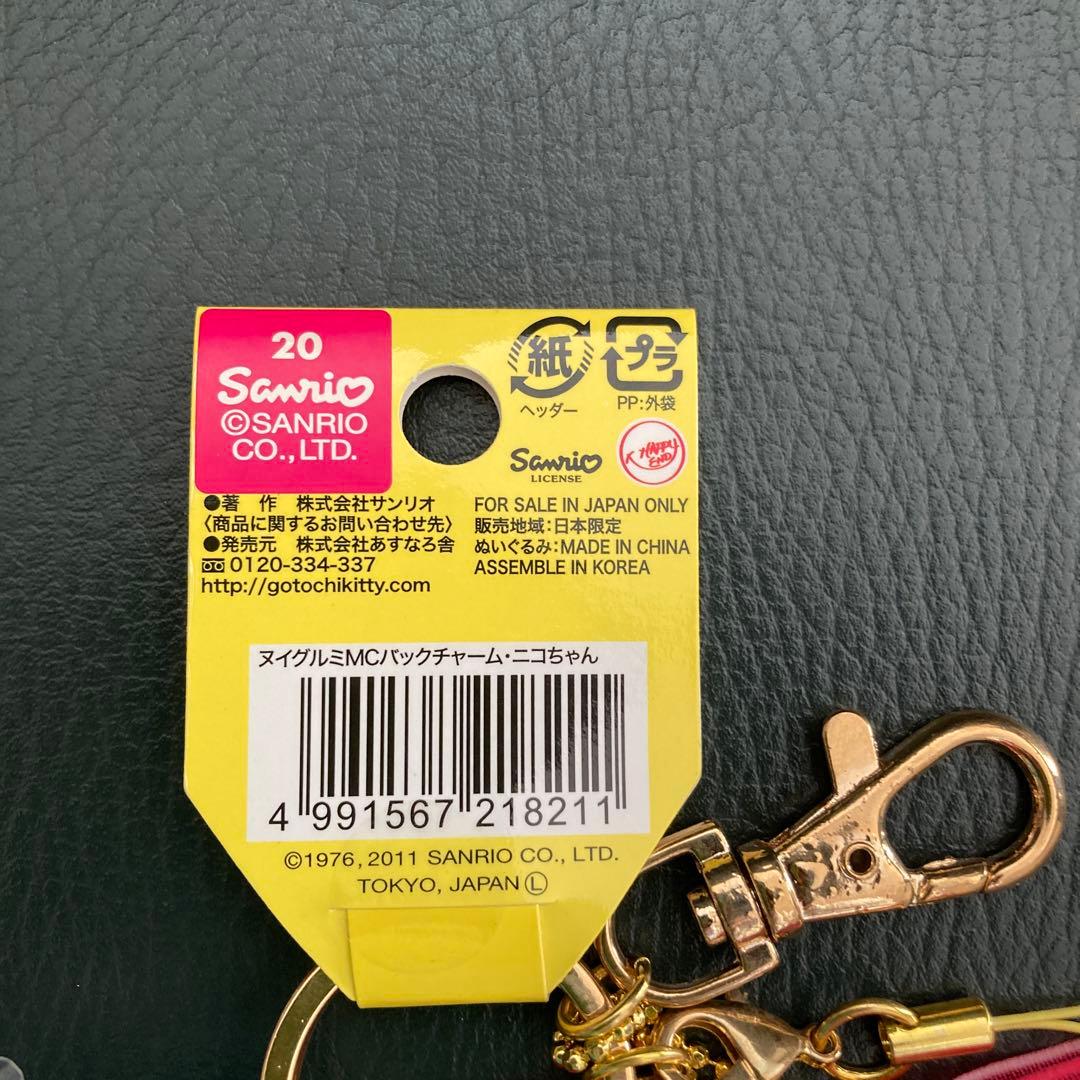 20
Sanrio
©SANRIO
CO.,LTD.
紙
ヘッダー
プラ
PP:外袋
Sanrio
LICENSE
K HAPPY
END
●著　作　株式会社サンリオ
〈商品に関するお問い合わせ先〉
●発売元　株式会社あすなろ舎
0120-334-337
http://gotochikitty.com
FOR SALE IN JAPAN ONLY
販売地域:日本限定
ぬいぐるみ:MADE IN CHINA
ASSEMBLE IN KOREA
ヌイグルミMCバックチャーム・ニコちゃん
4 991567 218211
©1976, 2011 SANRIO CO., LTD.
TOKYO, JAPAN Ⓛ